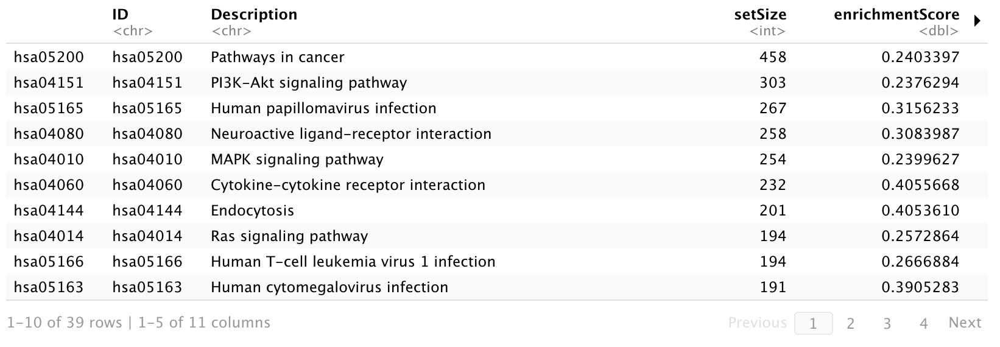 ID Description setSize enrichmentScore
<chr> <chr> <int> <dbl>
hsa05200 hsa05200 Pathways in cancer 458 0.2403397
hsa04151 hsa04151 PI3K-Akt signaling pathway 303 0.2376294
hsa05165 hsa05165 Human papillomavirus infection 267 0.3156233
hsa04080 hsa04080 Neuroactive ligand-receptor interaction 258 0.3083987
hsa04010 hsa04010 MAPK signaling pathway 254 0.2399627
hsa04060 hsa04060 Cytokine-cytokine receptor interaction 232 0.4055668
hsa04144 hsa04144 Endocytosis 201 0.4053610
hsa04014 hsa04014 Ras signaling pathway 194 0.2572864
hsa05166 hsa05166 Human T-cell leukemia virus 1 infection 194 0.2666884
hsa05163 hsa05163 Human cytomegalovirus infection 191 0.3905283
1-10 of 39 rows | 1-5 of 11 columns Previous 1 2 3 4 Next